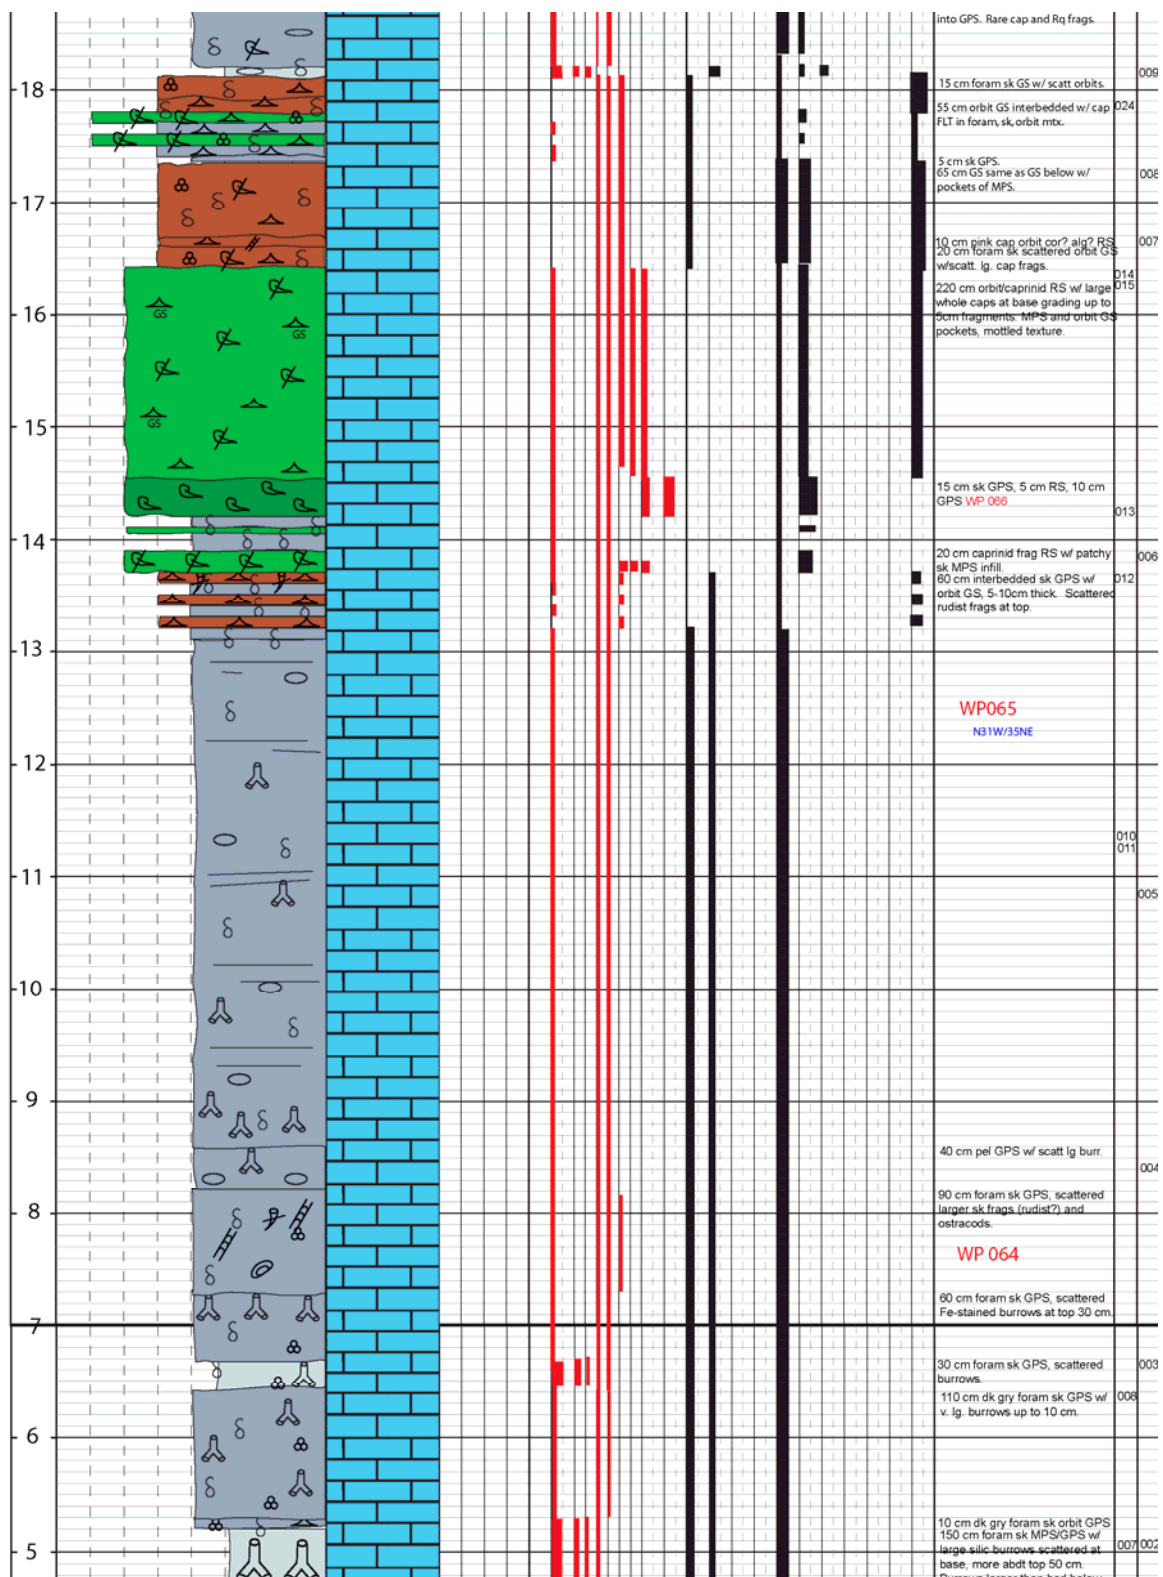 into GPS. Rare cap and Rq frags.
009
18
15 cm foram sk GS w/ scatt orbits.
55 cm orbit GS interbedded w/ cap
FLT in foram, sk, orbit mtx.
024
5 cm sk GPS.
65 cm GS same as GS below w/
pockets of MPS.
008
17
10 cm pink cap orbit cor? alg? RS
007
20 cm foram sk scattered orbit GS
w/scatt. lg. cap frags.
014
015
220 cm orbit/caprinid RS w/ large
whole caps at base grading up to
5cm fragments. MPS and orbit GS
pockets, mottled texture.
16
GS
GS
GS
15
15 cm sk GPS, 5 cm RS, 10 cm
GPS WP 066
013
14
20 cm caprinid frag RS w/ patchy
sk MPS infill.
006
60 cm interbedded sk GPS w/
orbit GS, 5-10cm thick. Scattered
rudist frags at top.
012
13
WP065
N31W/35NE
12
010
011
11
005
10
9
40 cm pel GPS w/ scatt lg burr.
004
90 cm foram sk GPS, scattered
larger sk frags (rudist?) and
ostracods.
8
WP 064
60 cm foram sk GPS, scattered
Fe-stained burrows at top 30 cm.
7
30 cm foram sk GPS, scattered
burrows.
003
110 cm dk gry foram sk GPS w/
v. lg. burrows up to 10 cm.
008
6
10 cm dk gry foram sk orbit GPS
150 cm foram sk MPS/GPS w/
large silic burrows scattered at
base, more abdt top 50 cm.
007
002
5